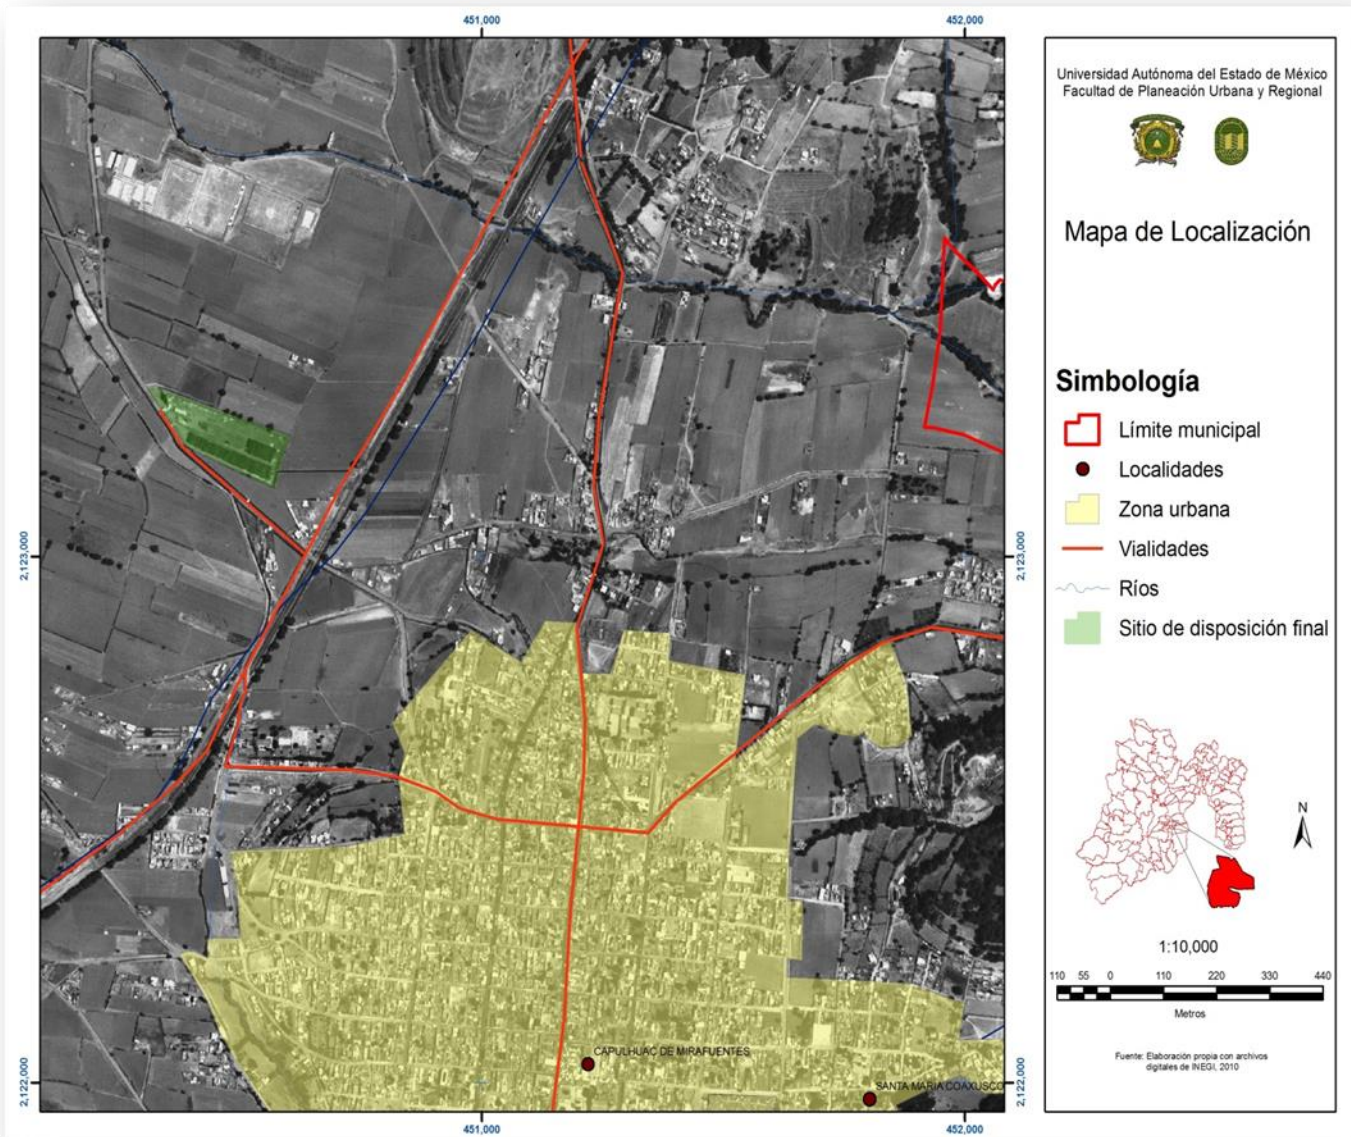 451,000
452,000
2,123,000
2,123,000
2,122,000
2,122,000
CAPULHUAC DE MIRAFUENTES
SANTA MARIA COAXUSCO
451,000
452,000
Universidad Autónoma del Estado de México
Facultad de Planeación Urbana y Regional
Mapa de Localización
Simbología
Límite municipal
Localidades
Zona urbana
Vialidades
Ríos
Sitio de disposición final
N
1:10,000
110 55 0 110 220 330 440
Metros
Fuente: Elaboración propia con archivos
digitales de INEGI, 2010